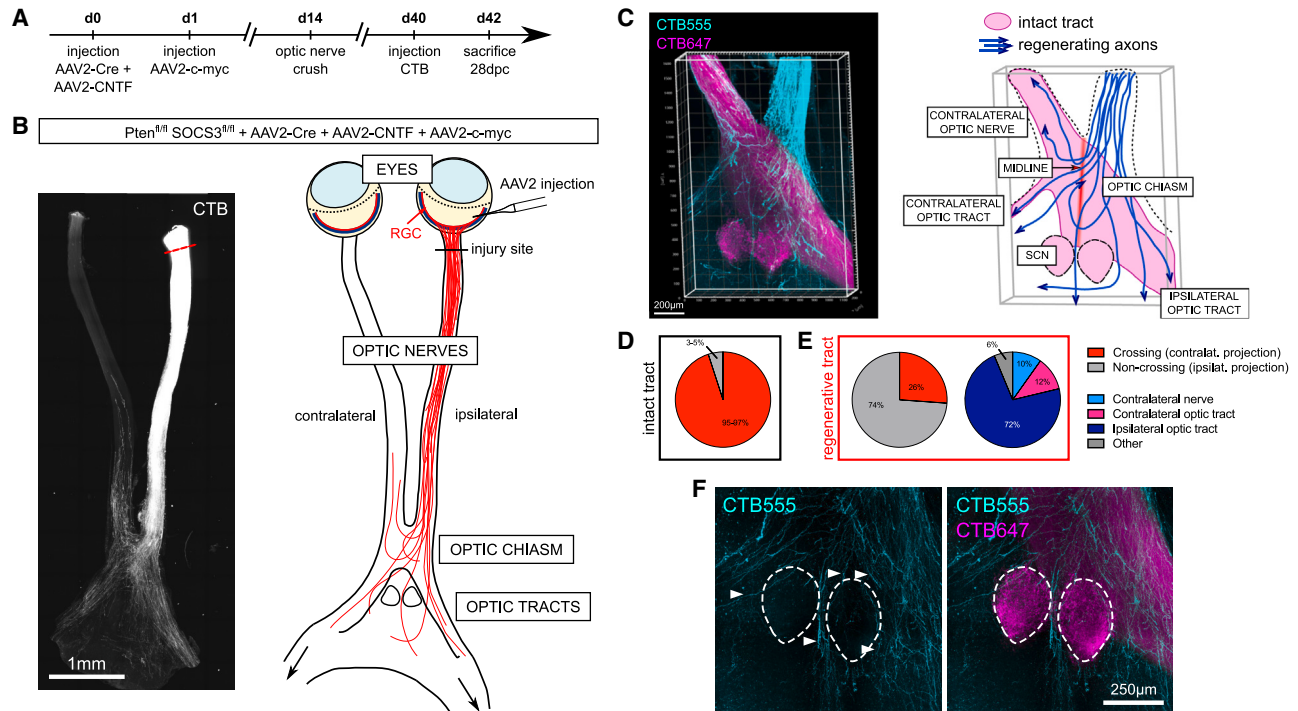 A
d0
d1
d14
d40
d42
injection
AAV2-Cre +
AAV2-CNTF
injection
AAV2-c-myc
optic nerve
crush
injection
CTB
sacrifice
28dpc
B
Pten^fl/fl SOCS3^fl/fl + AAV2-Cre + AAV2-CNTF + AAV2-c-myc
CTB
1mm
EYES
AAV2 injection
RGC
injury site
OPTIC NERVES
contralateral
ipsilateral
OPTIC CHIASM
OPTIC TRACTS
C
CTB555
CTB647
200µm
intact tract
regenerating axons
CONTRALATERAL
OPTIC NERVE
MIDLINE
OPTIC CHIASM
CONTRALATERAL
OPTIC TRACT
SCN
IPSILATERAL
OPTIC TRACT
D
intact tract
3-5%
95-97%
E
regenerative tract
26%
74%
6%
10%
12%
72%
Crossing (contralat. projection)
Non-crossing (ipsilat. projection)
Contralateral nerve
Contralateral optic tract
Ipsilateral optic tract
Other
F
CTB555
CTB555
CTB647
250µm